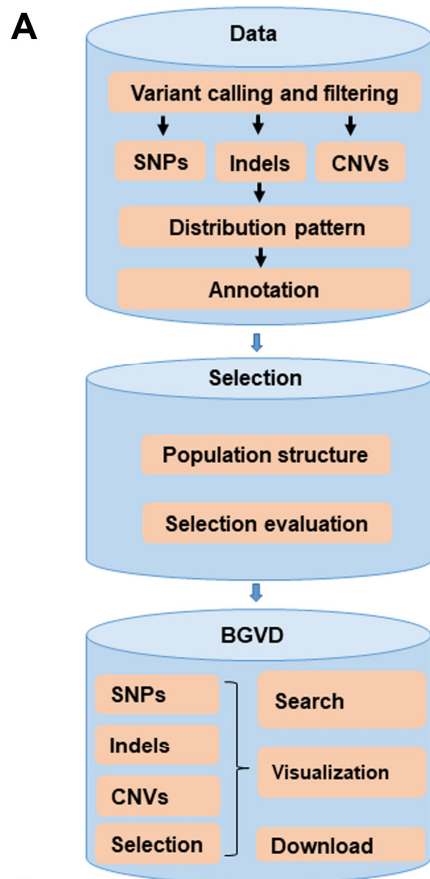 A
Data
Variant calling and filtering
SNPs Indels CNVs
Distribution pattern
Annotation
Selection
Population structure
Selection evaluation
BGVD
SNPs
Indels
CNVs
Selection
Search
Visualization
Download